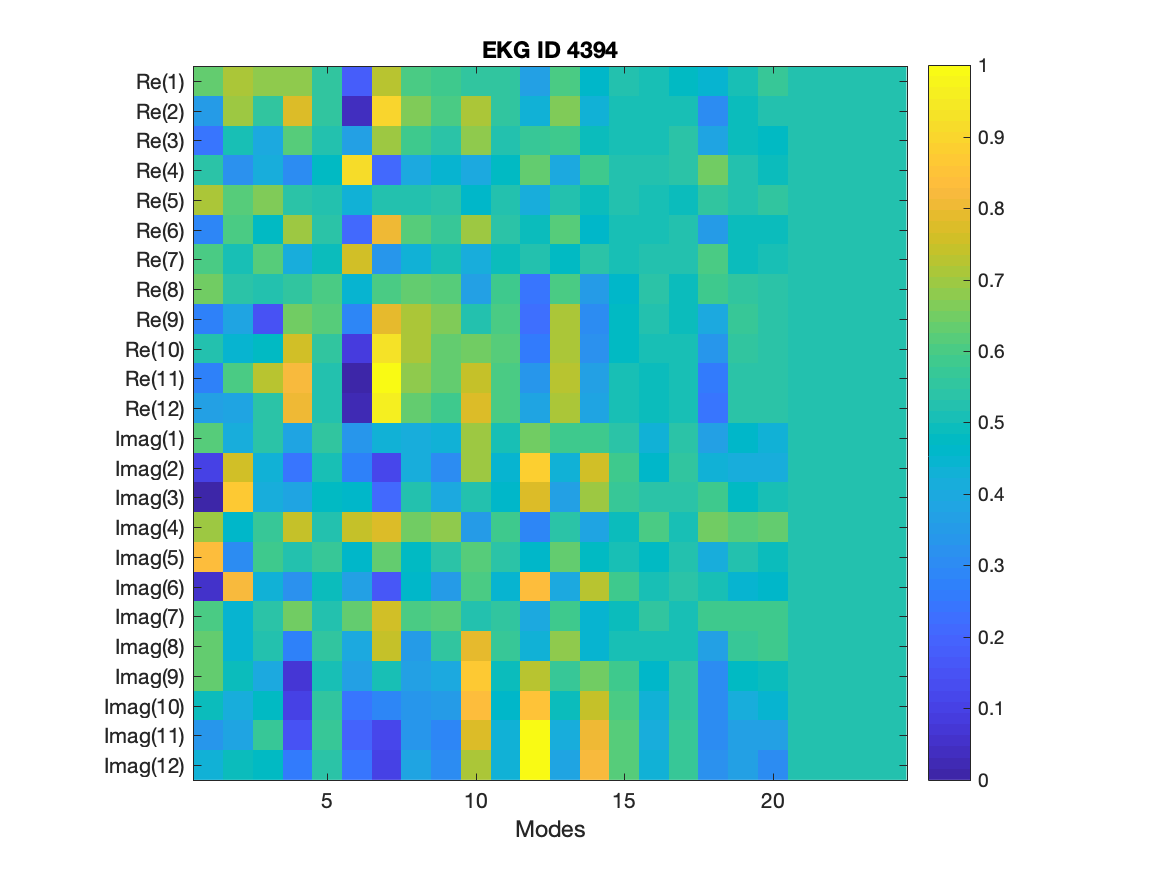 EKG ID 4394
Re(1)
Re(2)
Re(3)
Re(4)
Re(5)
Re(6)
Re(7)
Re(8)
Re(9)
Re(10)
Re(11)
Re(12)
Imag(1)
Imag(2)
Imag(3)
Imag(4)
Imag(5)
Imag(6)
Imag(7)
Imag(8)
Imag(9)
Imag(10)
Imag(11)
Imag(12)
5 10 15 20
Modes
1
0.9
0.8
0.7
0.6
0.5
0.4
0.3
0.2
0.1
0